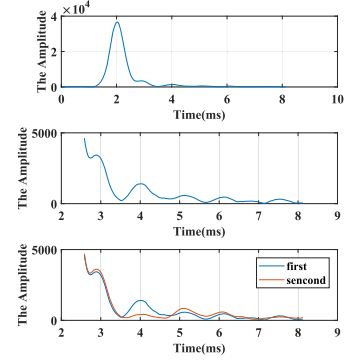 ×10⁴
4
2
0
The Amplitude
0 2 4 6 8 10
Time(ms)
5000
0
The Amplitude
2 3 4 5 6 7 8 9
Time(ms)
5000
0
The Amplitude
first
sencond
2 3 4 5 6 7 8 9
Time(ms)